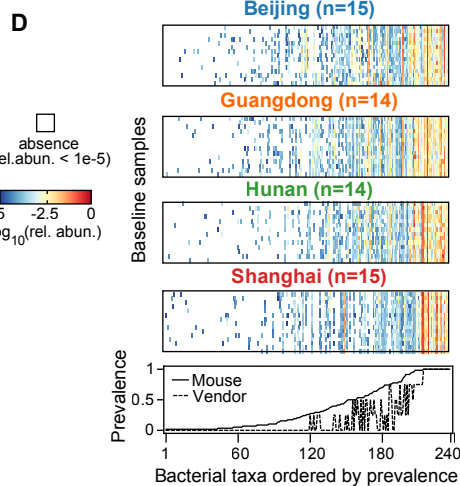 D
Beijing (n=15)
Guangdong (n=14)
Hunan (n=14)
Shanghai (n=15)
absence
rel.abun. < 1e-5)
-2.5 0
(rel. abun.)
Baseline samples
Prevalence
1
0.5
0
Mouse
Vendor
1 60 120 180 240
Bacterial taxa ordered by prevalence